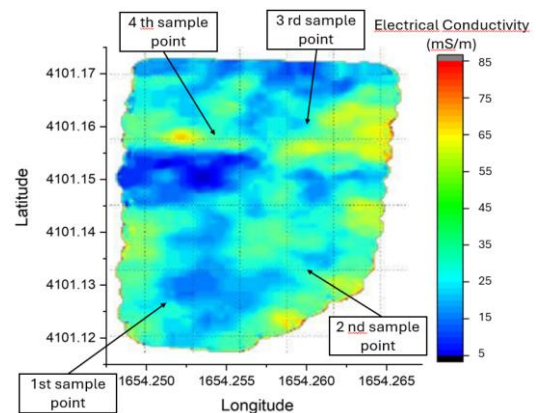 4 th sample
point
3 rd sample
point
Electrical Conductivity
(mS/m)
85
75
65
55
45
35
25
15
5
4101.17
4101.16
4101.15
4101.14
4101.13
4101.12
Latitude
2 nd sample
point
1st sample
point
1654.250
1654.255
1654.260
1654.265
Longitude